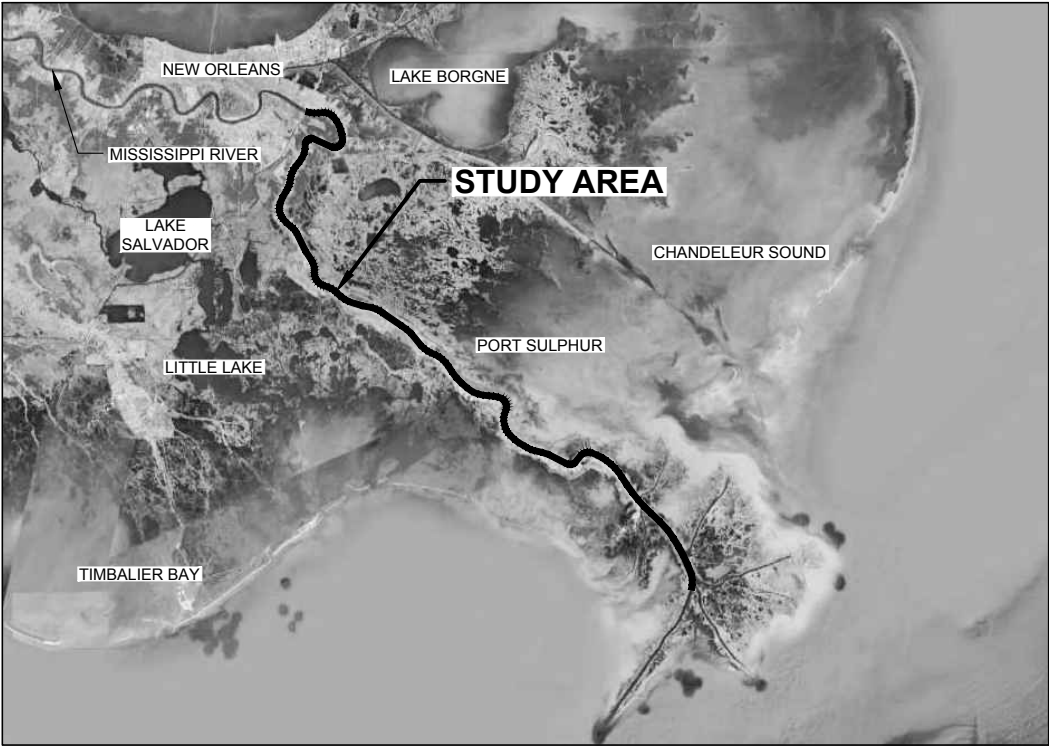 NEW ORLEANS
LAKE BORGNE
MISSISSIPPI RIVER
STUDY AREA
LAKE
SALVADOR
CHANDELEUR SOUND
PORT SULPHUR
LITTLE LAKE
TIMBALIER BAY